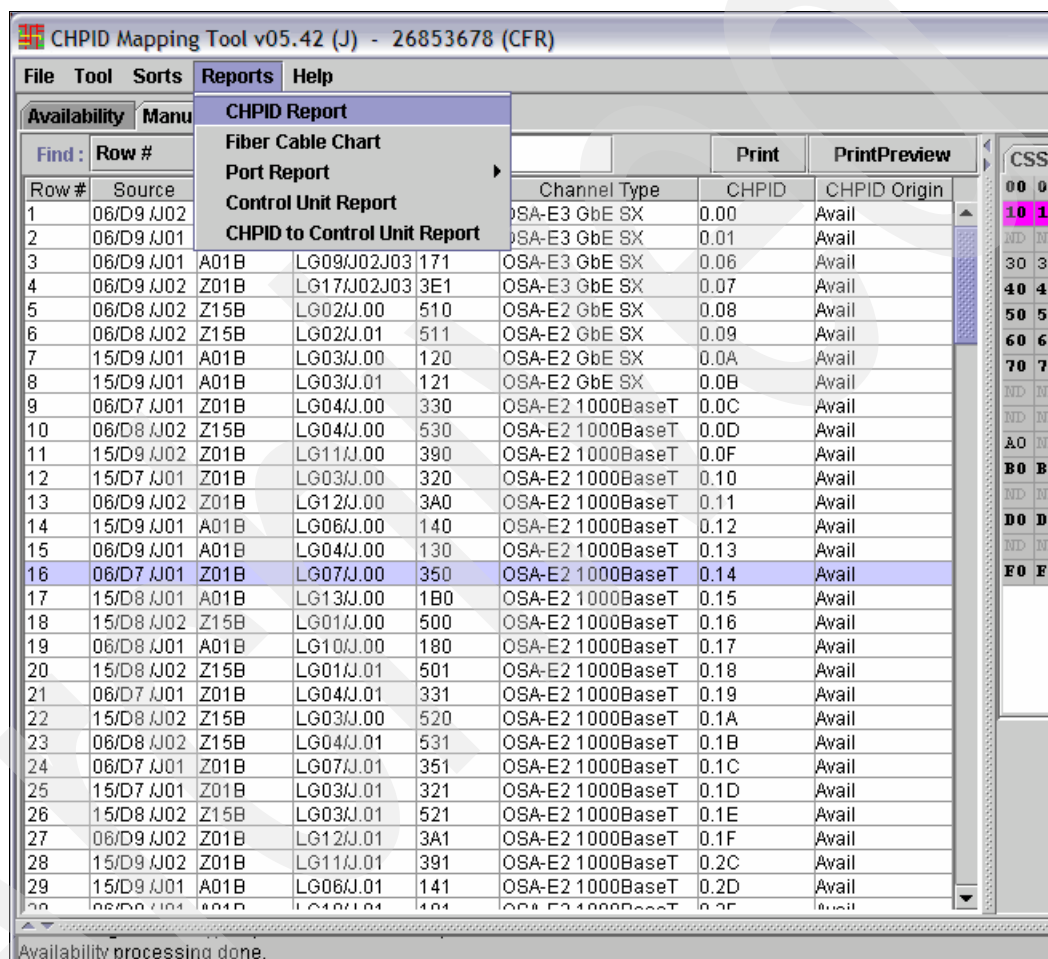 CHPID Mapping Tool v05.42 (J) - 26853678 (CFR)
File Tool Sorts Reports Help
Availability Manu
CHPID Report
Fiber Cable Chart
Port Report
Control Unit Report
CHPID to Control Unit Report
Find : Row # Print PrintPreview CSS
Row # Source Channel Type CHPID CHPID Origin
1 06/D9/J02 OSA-E3 GbE SX 0.00 Avail
2 06/D9/J01 OSA-E3 GbE SX 0.01 Avail
3 06/D9/J01 A01B LG09/J02J03 171 OSA-E3 GbE SX 0.06 Avail
4 06/D9/J02 Z01B LG17/J02J03 3E1 OSA-E3 GbE SX 0.07 Avail
5 06/D8/J02 Z15B LG02/J.00 510 OSA-E2 GbE SX 0.08 Avail
6 06/D8/J02 Z15B LG02/J.01 511 OSA-E2 GbE SX 0.09 Avail
7 15/D9/J01 A01B LG03/J.00 120 OSA-E2 GbE SX 0.0A Avail
8 15/D9/J01 A01B LG03/J.01 121 OSA-E2 GbE SX 0.0B Avail
9 06/D7/J01 Z01B LG04/J.00 330 OSA-E2 1000BaseT 0.0C Avail
10 06/D8/J02 Z15B LG04/J.00 530 OSA-E2 1000BaseT 0.0D Avail
11 15/D9/J02 Z01B LG11/J.00 390 OSA-E2 1000BaseT 0.0F Avail
12 15/D7/J01 Z01B LG03/J.00 320 OSA-E2 1000BaseT 0.10 Avail
13 06/D9/J02 Z01B LG12/J.00 3A0 OSA-E2 1000BaseT 0.11 Avail
14 15/D9/J01 A01B LG06/J.00 140 OSA-E2 1000BaseT 0.12 Avail
15 06/D9/J01 A01B LG04/J.00 130 OSA-E2 1000BaseT 0.13 Avail
16 06/D7/J01 Z01B LG07/J.00 350 OSA-E2 1000BaseT 0.14 Avail
17 15/D8/J01 A01B LG13/J.00 1B0 OSA-E2 1000BaseT 0.15 Avail
18 15/D8/J02 Z15B LG01/J.00 500 OSA-E2 1000BaseT 0.16 Avail
19 06/D8/J01 A01B LG10/J.00 180 OSA-E2 1000BaseT 0.17 Avail
20 15/D8/J02 Z15B LG01/J.01 501 OSA-E2 1000BaseT 0.18 Avail
21 06/D7/J01 Z01B LG04/J.01 331 OSA-E2 1000BaseT 0.19 Avail
22 15/D8/J02 Z15B LG03/J.00 520 OSA-E2 1000BaseT 0.1A Avail
23 06/D8/J02 Z15B LG04/J.01 531 OSA-E2 1000BaseT 0.1B Avail
24 06/D7/J01 Z01B LG07/J.01 351 OSA-E2 1000BaseT 0.1C Avail
25 15/D7/J01 Z01B LG03/J.01 321 OSA-E2 1000BaseT 0.1D Avail
26 15/D8/J02 Z15B LG03/J.01 521 OSA-E2 1000BaseT 0.1E Avail
27 06/D9/J02 Z01B LG12/J.01 3A1 OSA-E2 1000BaseT 0.1F Avail
28 15/D9/J02 Z01B LG11/J.01 391 OSA-E2 1000BaseT 0.2C Avail
29 15/D9/J01 A01B LG06/J.01 141 OSA-E2 1000BaseT 0.2D Avail
00 0
10 1
ND N
30 3
40 4
50 5
60 6
70 7
ND N
ND N
A0 N
B0 B
ND N
D0 D
ND N
F0 F
Availability processing done.